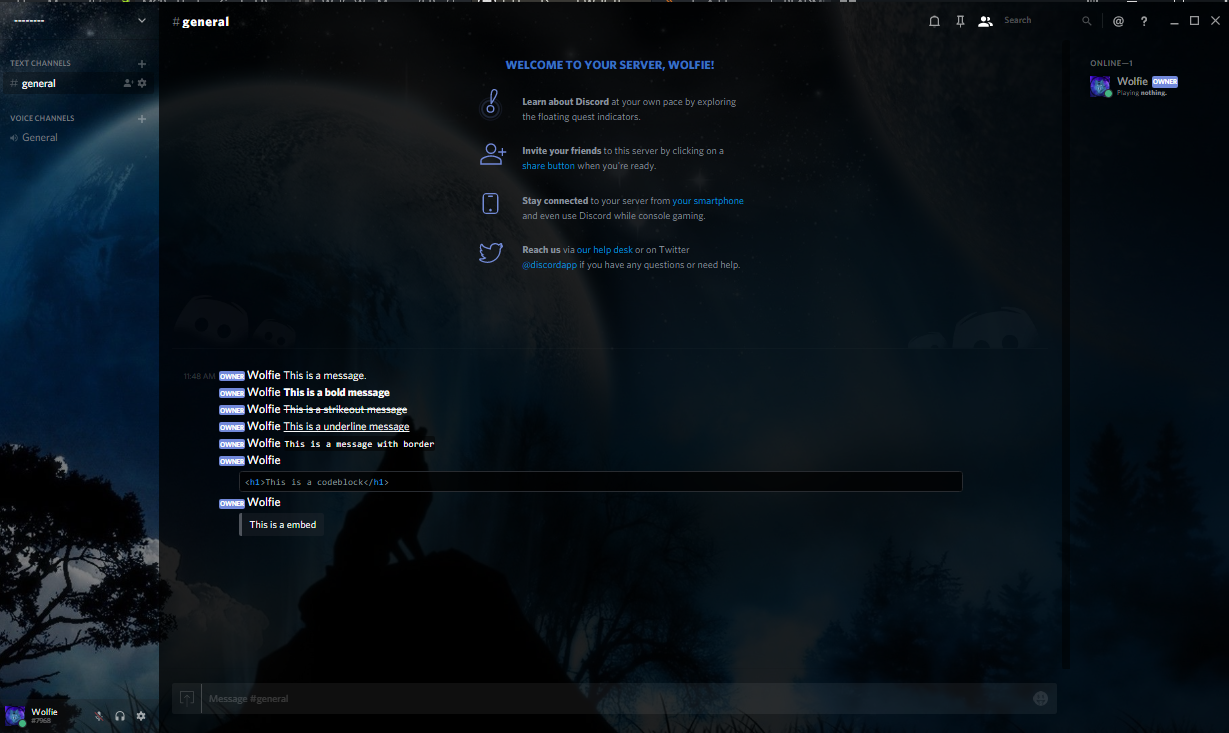 --------
# general
Search
@ ?
TEXT CHANNELS +
# general
VOICE CHANNELS +
General
WELCOME TO YOUR SERVER, WOLFIE!
Learn about Discord at your own pace by exploring
the floating quest indicators.
Invite your friends to this server by clicking on a
share button when you're ready.
Stay connected to your server from your smartphone
and even use Discord while console gaming.
Reach us via our help desk or on Twitter
@discordapp if you have any questions or need help.
ONLINE—1
Wolfie OWNER
Playing nothing.
11:48 AM OWNER Wolfie This is a message.
OWNER Wolfie This is a bold message
OWNER Wolfie This is a strikeout message
OWNER Wolfie This is a underline message
OWNER Wolfie This is a message with border
OWNER Wolfie
<h1>This is a codeblock</h1>
OWNER Wolfie
This is a embed
Message #general
Wolfie
#7968